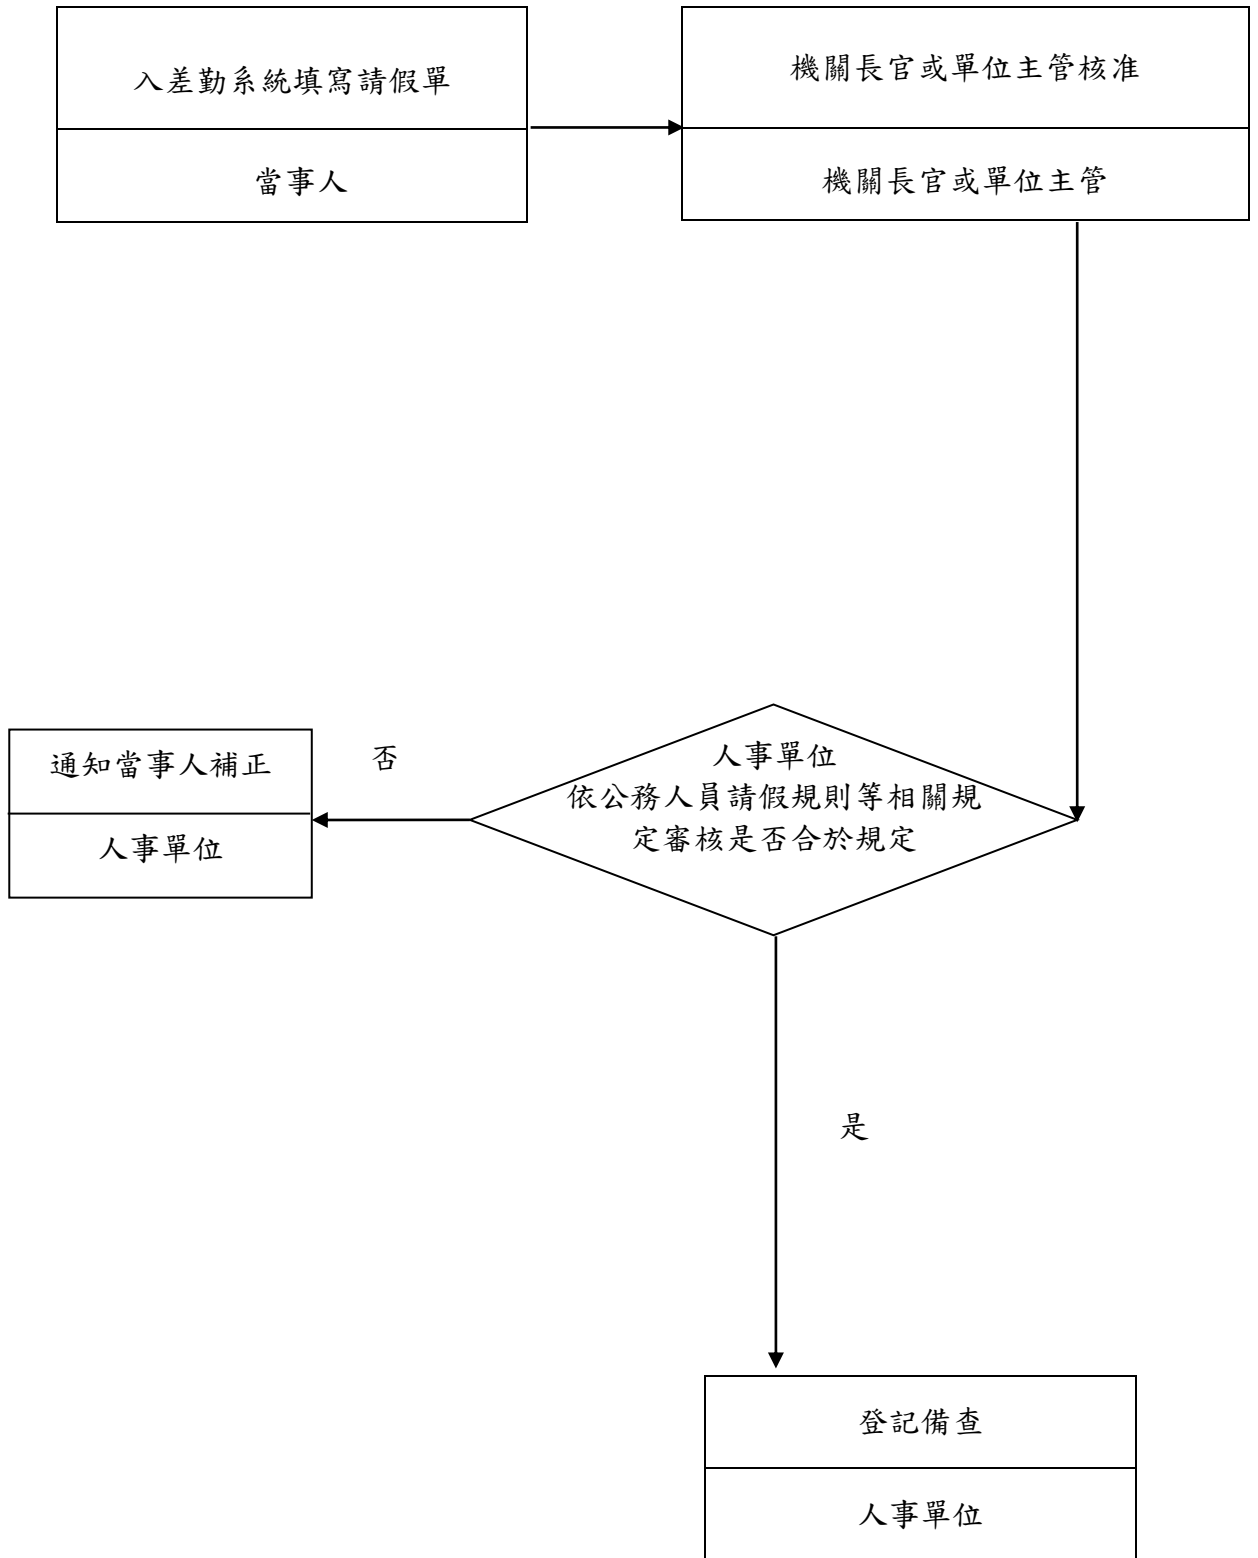 入差勤系統填寫請假單
當事人
機關長官或單位主管核准
機關長官或單位主管
人事單位
依公務人員請假規則等相關規
定審核是否合於規定
否
通知當事人補正
人事單位
是
登記備查
人事單位